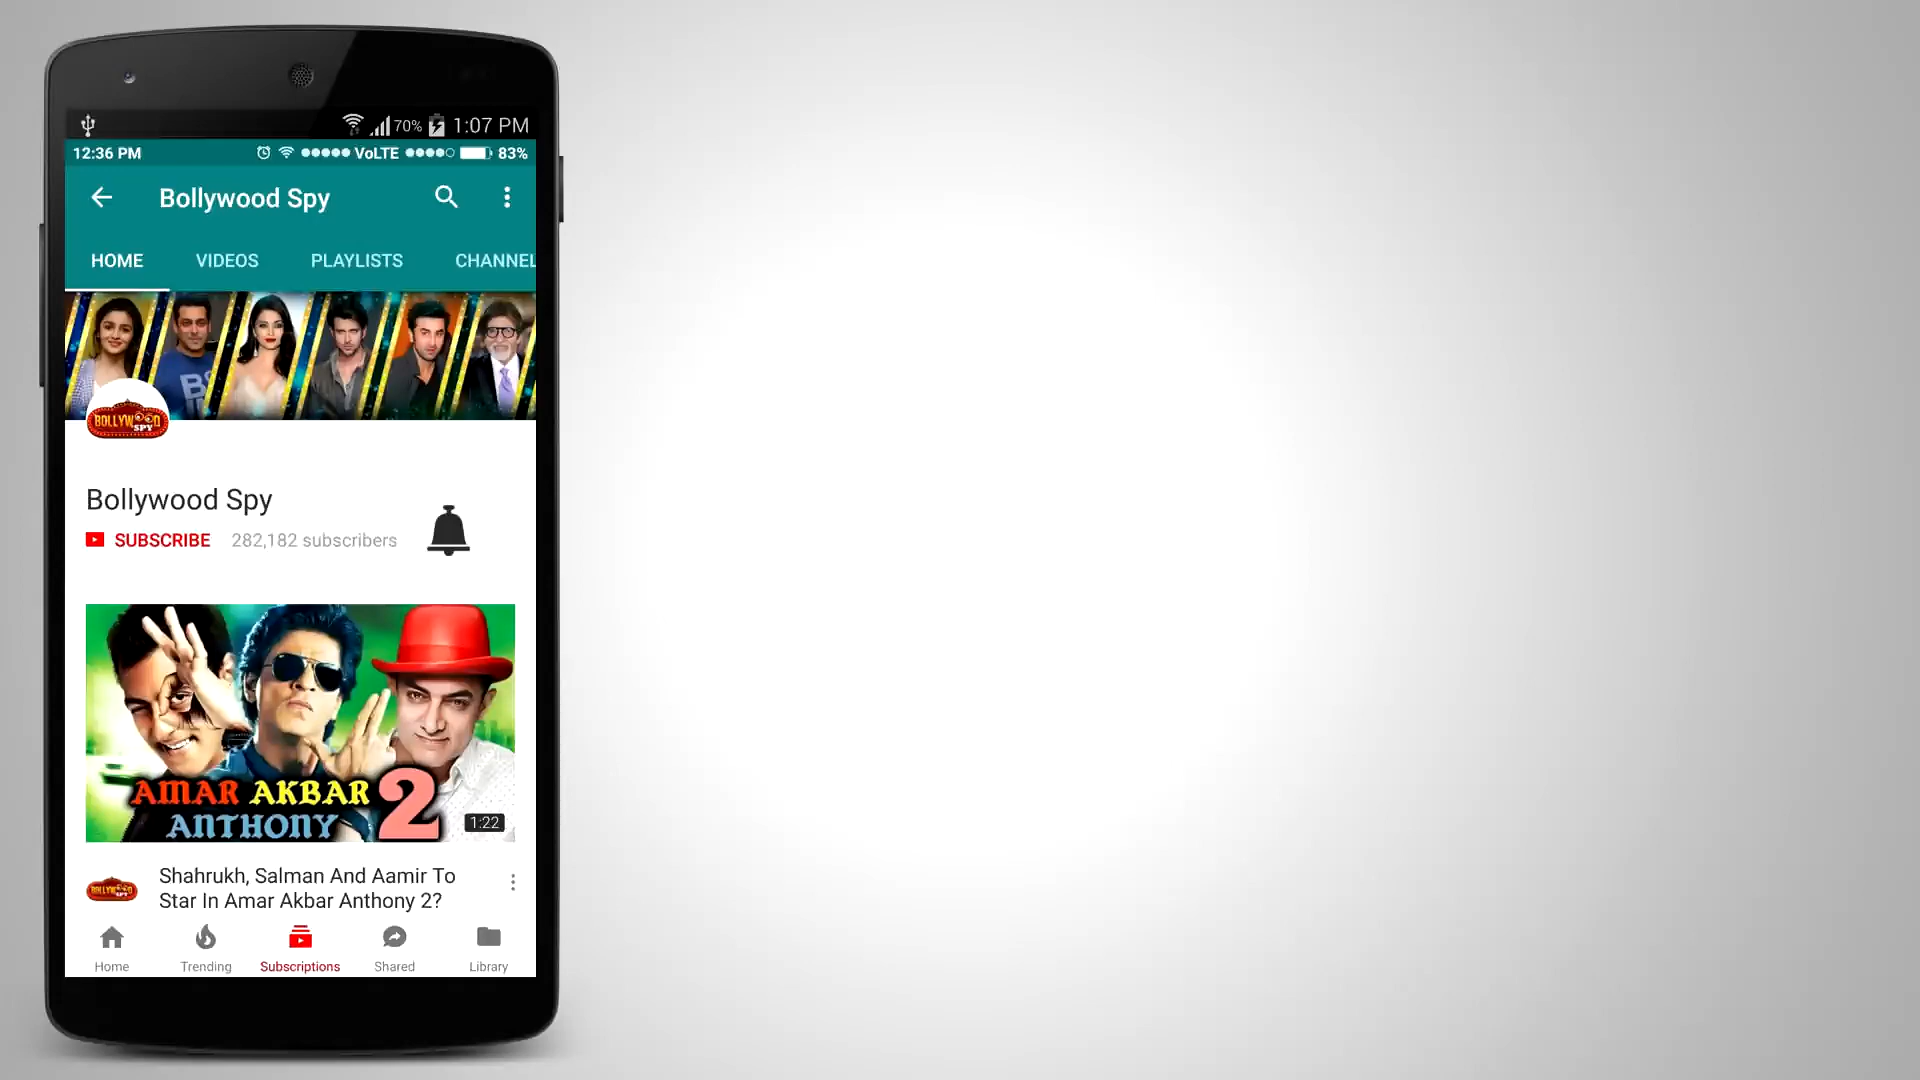 70% 1:07 PM
12:36 PM VoLTE 83%
Bollywood Spy
HOME VIDEOS PLAYLISTS CHANNEL
BOLLYWOOD
SPY
Bollywood Spy
SUBSCRIBE 282,182 subscribers
AMAR AKBAR
ANTHONY 2
1:22
Shahrukh, Salman And Aamir To
Star In Amar Akbar Anthony 2?
Home Trending Subscriptions Shared Library